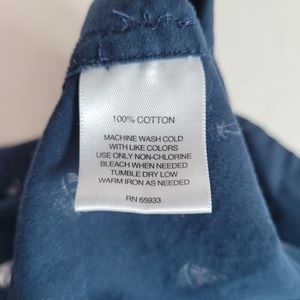 100% COTTON
MACHINE WASH COLD
WITH LIKE COLORS
USE ONLY NON-CHLORINE
BLEACH WHEN NEEDED
TUMBLE DRY LOW
WARM IRON AS NEEDED
RN 65933